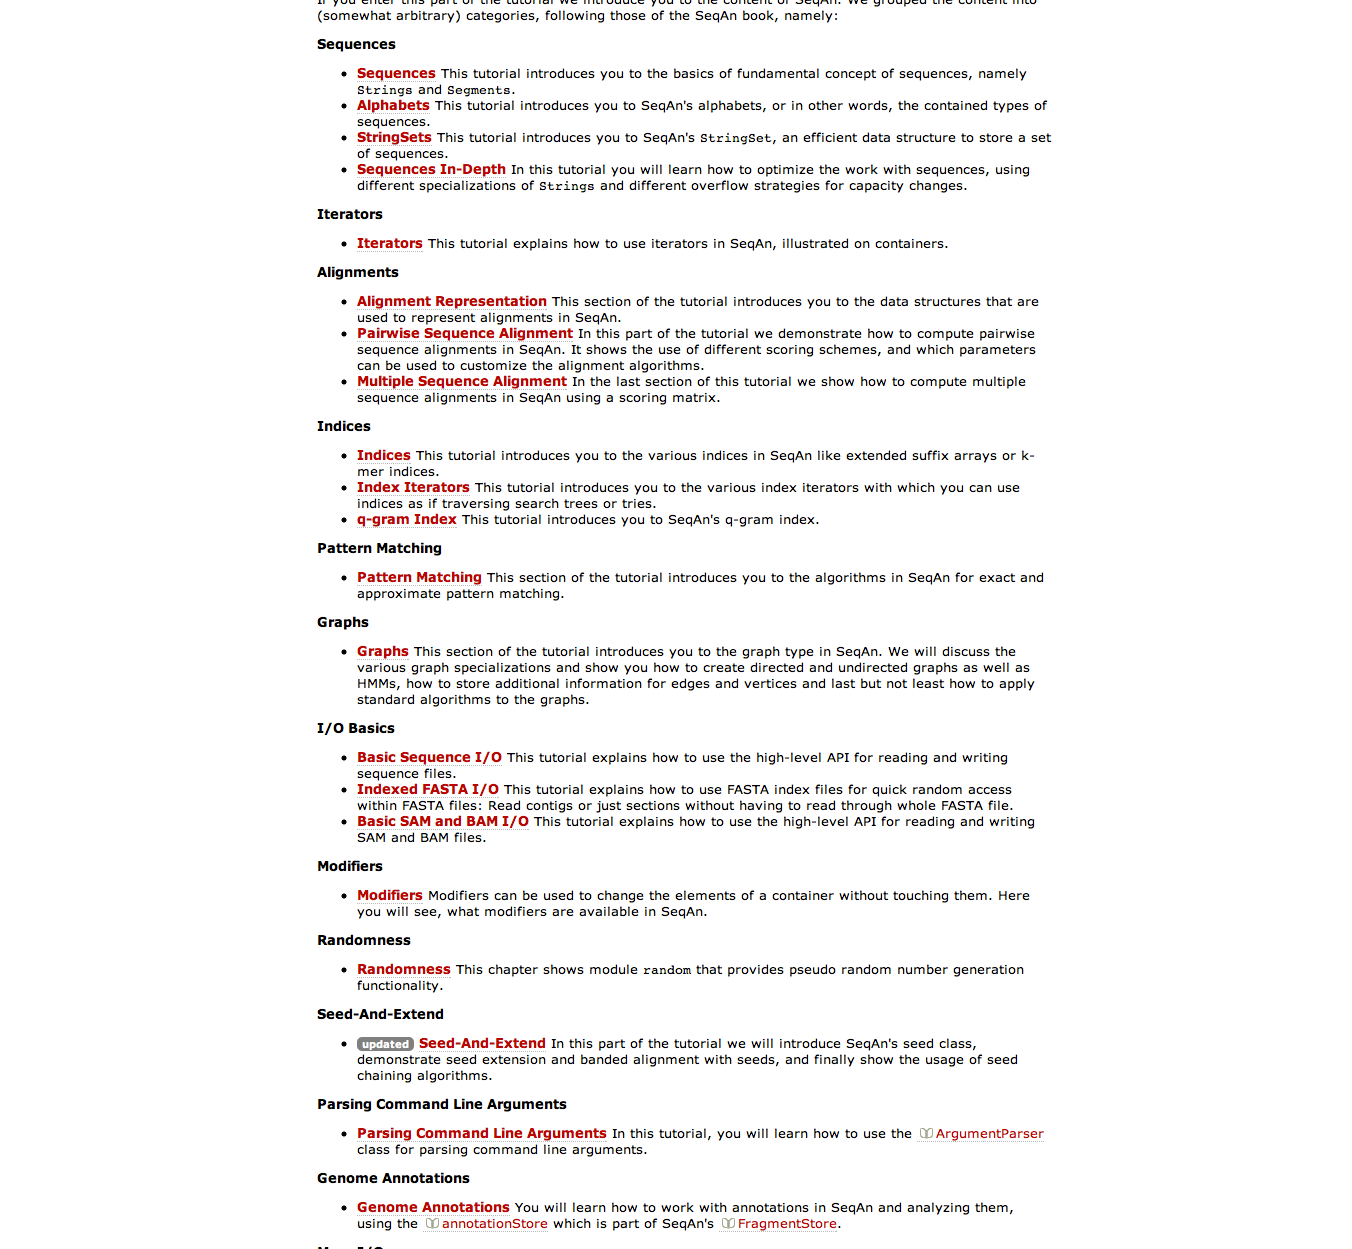 If you enter this part of the tutorial we introduce you to the content of SeqAn. We grouped the content into
(somewhat arbitrary) categories, following those of the SeqAn book, namely:
Sequences
Sequences This tutorial introduces you to the basics of fundamental concept of sequences, namely
Strings and Segments.
Alphabets This tutorial introduces you to SeqAn's alphabets, or in other words, the contained types of
sequences.
StringSets This tutorial introduces you to SeqAn's StringSet, an efficient data structure to store a set
of sequences.
Sequences In-Depth In this tutorial you will learn how to optimize the work with sequences, using
different specializations of Strings and different overflow strategies for capacity changes.
Iterators
Iterators This tutorial explains how to use iterators in SeqAn, illustrated on containers.
Alignments
Alignment Representation This section of the tutorial introduces you to the data structures that are
used to represent alignments in SeqAn.
Pairwise Sequence Alignment In this part of the tutorial we demonstrate how to compute pairwise
sequence alignments in SeqAn. It shows the use of different scoring schemes, and which parameters
can be used to customize the alignment algorithms.
Multiple Sequence Alignment In the last section of this tutorial we show how to compute multiple
sequence alignments in SeqAn using a scoring matrix.
Indices
Indices This tutorial introduces you to the various indices in SeqAn like extended suffix arrays or k-
mer indices.
Index Iterators This tutorial introduces you to the various index iterators with which you can use
indices as if traversing search trees or tries.
q-gram Index This tutorial introduces you to SeqAn's q-gram index.
Pattern Matching
Pattern Matching This section of the tutorial introduces you to the algorithms in SeqAn for exact and
approximate pattern matching.
Graphs
Graphs This section of the tutorial introduces you to the graph type in SeqAn. We will discuss the
various graph specializations and show you how to create directed and undirected graphs as well as
HMMs, how to store additional information for edges and vertices and last but not least how to apply
standard algorithms to the graphs.
I/O Basics
Basic Sequence I/O This tutorial explains how to use the high-level API for reading and writing
sequence files.
Indexed FASTA I/O This tutorial explains how to use FASTA index files for quick random access
within FASTA files: Read contigs or just sections without having to read through whole FASTA file.
Basic SAM and BAM I/O This tutorial explains how to use the high-level API for reading and writing
SAM and BAM files.
Modifiers
Modifiers Modifiers can be used to change the elements of a container without touching them. Here
you will see, what modifiers are available in SeqAn.
Randomness
Randomness This chapter shows module random that provides pseudo random number generation
functionality.
Seed-And-Extend
updated Seed-And-Extend In this part of the tutorial we will introduce SeqAn's seed class,
demonstrate seed extension and banded alignment with seeds, and finally show the usage of seed
chaining algorithms.
Parsing Command Line Arguments
Parsing Command Line Arguments In this tutorial, you will learn how to use the ArgumentParser
class for parsing command line arguments.
Genome Annotations
Genome Annotations You will learn how to work with annotations in SeqAn and analyzing them,
using the annotationStore which is part of SeqAn's FragmentStore.